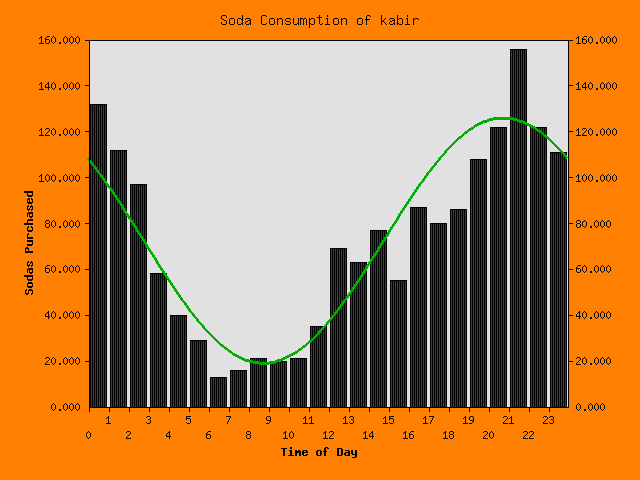 Soda Consumption of kabir
160.000 160.000
140.000 140.000
120.000 120.000
100.000 100.000
80.000 80.000
60.000 60.000
40.000 40.000
20.000 20.000
0.000 0.000
Sodas Purchased
1 3 5 7 9 11 13 15 17 19 21 23
0 2 4 6 8 10 12 14 16 18 20 22
Time of Day